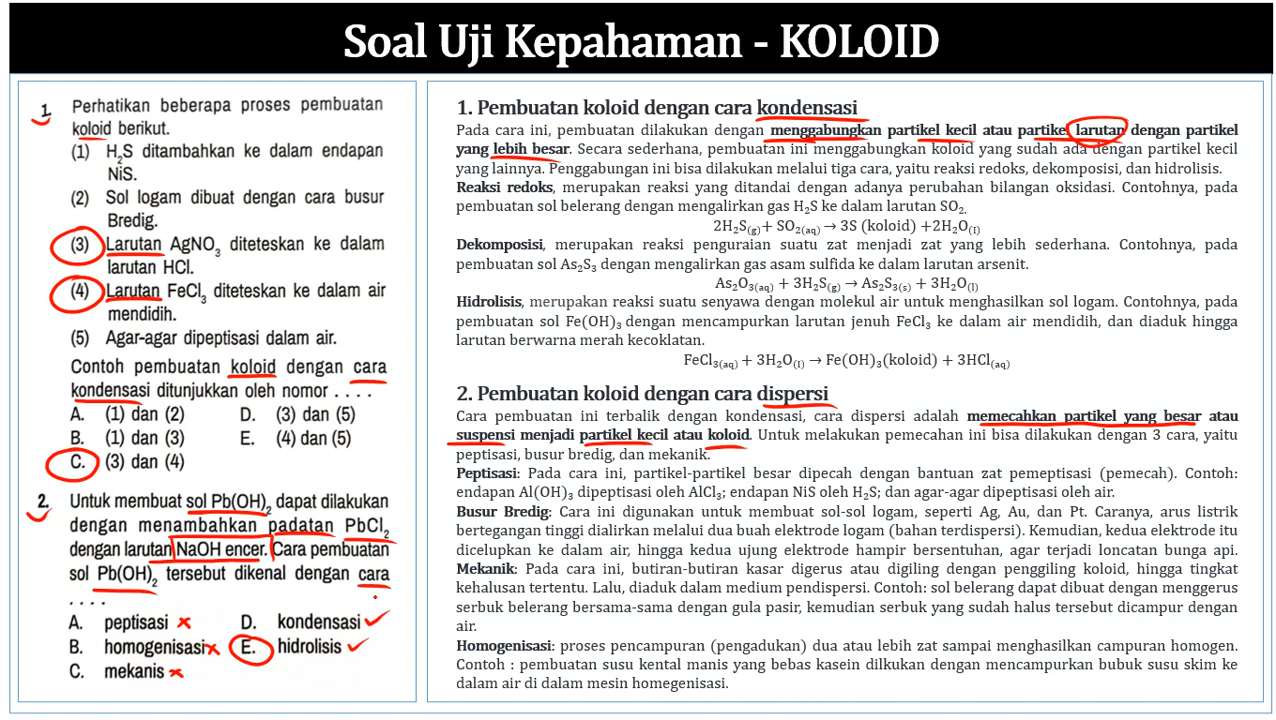 Soal Uji Kepahaman - KOLOID
1. Perhatikan beberapa proses pembuatan
koloid berikut.
(1) H₂S ditambahkan ke dalam endapan
NiS.
(2) Sol logam dibuat dengan cara busur
Bredig.
(3) Larutan AgNO₃ diteteskan ke dalam
larutan HCl.
(4) Larutan FeCl₃ diteteskan ke dalam air
mendidih.
(5) Agar-agar dipeptisasi dalam air.
Contoh pembuatan koloid dengan cara
kondensasi ditunjukkan oleh nomor . . . .
A. (1) dan (2) D. (3) dan (5)
B. (1) dan (3) E. (4) dan (5)
C. (3) dan (4)
2. Untuk membuat sol Pb(OH)₂ dapat dilakukan
dengan menambahkan padatan PbCl₂
dengan larutan NaOH encer. Cara pembuatan
sol Pb(OH)₂ tersebut dikenal dengan cara
. . . .
A. peptisasi D. kondensasi
B. homogenisasi E. hidrolisis
C. mekanis
1. Pembuatan koloid dengan cara kondensasi
Pada cara ini, pembuatan dilakukan dengan menggabungkan partikel kecil atau partikel larutan dengan partikel
yang lebih besar. Secara sederhana, pembuatan ini menggabungkan koloid yang sudah ada dengan partikel kecil
yang lainnya. Penggabungan ini bisa dilakukan melalui tiga cara, yaitu reaksi redoks, dekomposisi, dan hidrolisis.
Reaksi redoks, merupakan reaksi yang ditandai dengan adanya perubahan bilangan oksidasi. Contohnya, pada
pembuatan sol belerang dengan mengalirkan gas H₂S ke dalam larutan SO₂.
2H₂S(g)+ SO₂(aq) → 3S (koloid) +2H₂O(l)
Dekomposisi, merupakan reaksi penguraian suatu zat menjadi zat yang lebih sederhana. Contohnya, pada
pembuatan sol As₂S₃ dengan mengalirkan gas asam sulfida ke dalam larutan arsenit.
As₂O₃(aq) + 3H₂S(g) → As₂S₃(s) + 3H₂O(l)
Hidrolisis, merupakan reaksi suatu senyawa dengan molekul air untuk menghasilkan sol logam. Contohnya, pada
pembuatan sol Fe(OH)₃ dengan mencampurkan larutan jenuh FeCl₃ ke dalam air mendidih, dan diaduk hingga
larutan berwarna merah kecoklatan.
FeCl₃(aq) + 3H₂O(l) → Fe(OH)₃(koloid) + 3HCl(aq)
2. Pembuatan koloid dengan cara dispersi
Cara pembuatan ini terbalik dengan kondensasi, cara dispersi adalah memecahkan partikel yang besar atau
suspensi menjadi partikel kecil atau koloid. Untuk melakukan pemecahan ini bisa dilakukan dengan 3 cara, yaitu
peptisasi, busur bredig, dan mekanik.
Peptisasi: Pada cara ini, partikel-partikel besar dipecah dengan bantuan zat pemeptisasi (pemecah). Contoh:
endapan Al(OH)₃ dipeptisasi oleh AlCl₃; endapan NiS oleh H₂S; dan agar-agar dipeptisasi oleh air.
Busur Bredig: Cara ini digunakan untuk membuat sol-sol logam, seperti Ag, Au, dan Pt. Caranya, arus listrik
bertegangan tinggi dialirkan melalui dua buah elektrode logam (bahan terdispersi). Kemudian, kedua elektrode itu
dicelupkan ke dalam air, hingga kedua ujung elektrode hampir bersentuhan, agar terjadi loncatan bunga api.
Mekanik: Pada cara ini, butiran-butiran kasar digerus atau digiling dengan penggiling koloid, hingga tingkat
kehalusan tertentu. Lalu, diaduk dalam medium pendispersi. Contoh: sol belerang dapat dibuat dengan menggerus
serbuk belerang bersama-sama dengan gula pasir, kemudian serbuk yang sudah halus tersebut dicampur dengan
air.
Homogenisasi: proses pencampuran (pengadukan) dua atau lebih zat sampai menghasilkan campuran homogen.
Contoh : pembuatan susu kental manis yang bebas kasein dilkukan dengan mencampurkan bubuk susu skim ke
dalam air di dalam mesin homegenisasi.